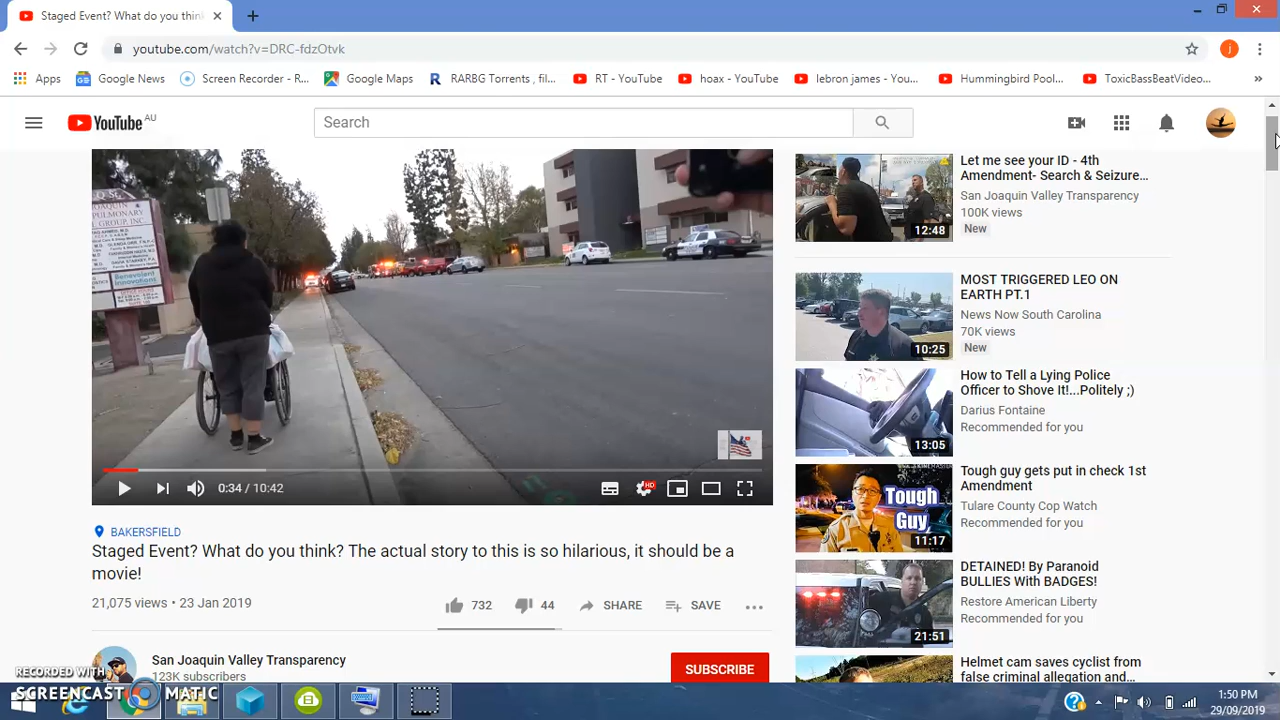 Staged Event? What do you thin
youtube.com/watch?v=DRC-fdzOtvk
j
Apps
Google News
Screen Recorder - R...
Google Maps
RARBG Torrents , fil...
RT - YouTube
hoax - YouTube
lebron james - You...
Hummingbird Pool...
ToxicBassBeatVideo...
»
YouTube AU
Search
JOAQUIN
PULMONARY
GROUP, INC.
0:34 / 10:42
HD
BAKERSFIELD
Staged Event? What do you think? The actual story to this is so hilarious, it should be a
movie!
21,075 views • 23 Jan 2019
732
44
SHARE
SAVE
San Joaquin Valley Transparency
123K subscribers
SUBSCRIBE
Let me see your ID - 4th
Amendment- Search & Seizure...
San Joaquin Valley Transparency
100K views
New
12:48
MOST TRIGGERED LEO ON
EARTH PT.1
News Now South Carolina
70K views
New
10:25
How to Tell a Lying Police
Officer to Shove It!...Politely ;)
Darius Fontaine
Recommended for you
13:05
Tough guy gets put in check 1st
Amendment
Tulare County Cop Watch
Recommended for you
Tough
Guy
11:17
DETAINED! By Paranoid
BULLIES With BADGES!
Restore American Liberty
Recommended for you
21:51
Helmet cam saves cyclist from
false criminal allegation and...
RECORDED WITH
SCREENCAST MATIC
1:50 PM
29/09/2019